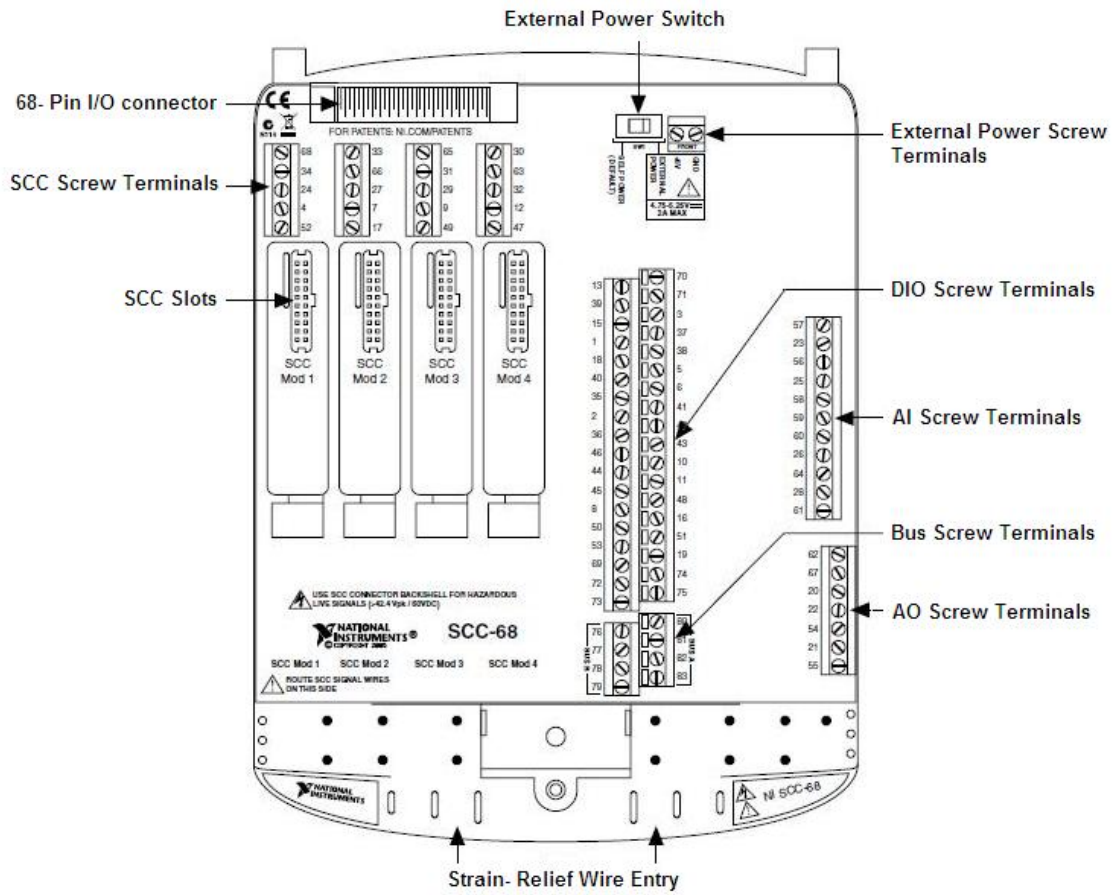 External Power Switch
68- Pin I/O connector
External Power Screw
Terminals
SCC Screw Terminals
SCC Slots
DIO Screw Terminals
AI Screw Terminals
Bus Screw Terminals
AO Screw Terminals
Strain- Relief Wire Entry
CE
FOR PATENTS: NI.COM/PATENTS
68
34
24
4
52
33
66
27
7
17
65
31
29
9
49
30
63
32
12
47
SW1
FRONT
SELF POWER
(DEFAULT)
EXTERNAL
POWER
GND
4.75-5.25V
2A MAX
SCC
Mod 1
SCC
Mod 2
SCC
Mod 3
SCC
Mod 4
13
39
15
1
18
40
35
2
36
46
44
45
8
50
53
69
72
73
70
71
3
37
38
5
6
41
43
10
11
48
16
51
19
74
75
57
23
56
25
58
59
60
26
64
28
61
62
67
20
22
54
21
55
76
77
78
79
BUS B
80
81
82
83
BUS A
USE SCC CONNECTOR BACKSHELL FOR HAZARDOUS
LIVE SIGNALS (>42.4 Vpk / 60VDC)
NATIONAL
INSTRUMENTS®
© COPYRIGHT 2005
SCC-68
SCC Mod 1 SCC Mod 2 SCC Mod 3 SCC Mod 4
ROUTE SCC SIGNAL WIRES
ON THIS SIDE
NATIONAL
INSTRUMENTS
NI SCC-68